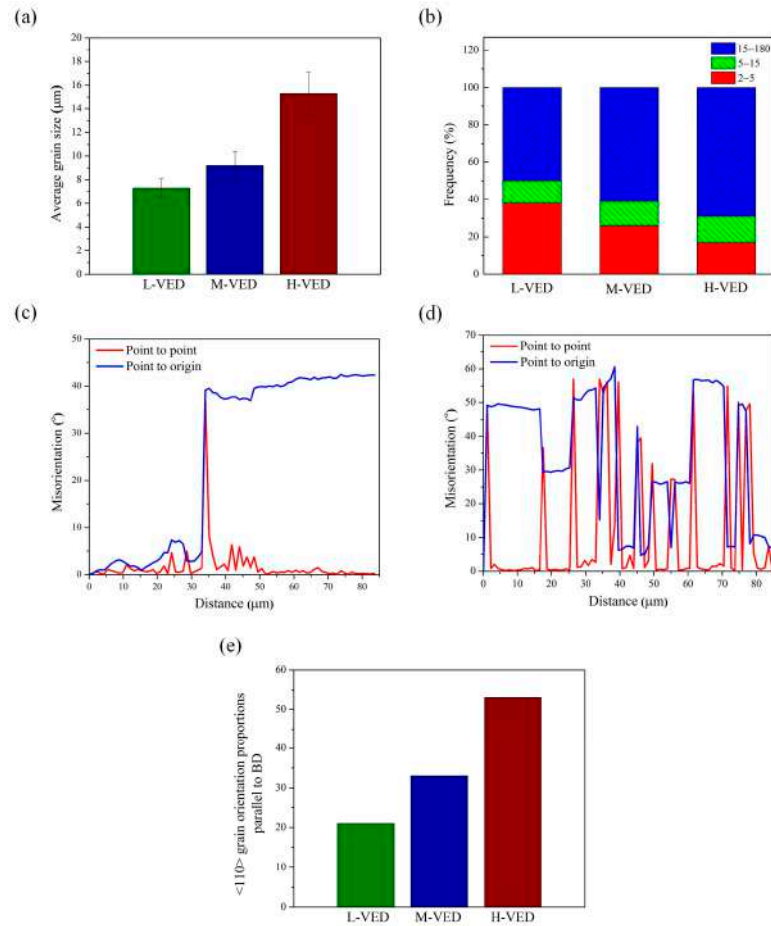 (a)
20
18
16
14
12
10
8
6
4
2
0
Average grain size (μm)
L-VED M-VED H-VED
(b)
120
100
80
60
40
20
0
Frequency (%)
15–180
5–15
2–5
L-VED M-VED H-VED
(c)
50
40
30
20
10
0
Misorientation (°)
Point to point
Point to origin
0 10 20 30 40 50 60 70 80
Distance (μm)
(d)
70
60
50
40
30
20
10
0
Misorientation (°)
Point to point
Point to origin
0 10 20 30 40 50 60 70 80
Distance (μm)
(e)
60
50
40
30
20
10
0
<110> grain orientation proportions
parallel to BD
L-VED M-VED H-VED